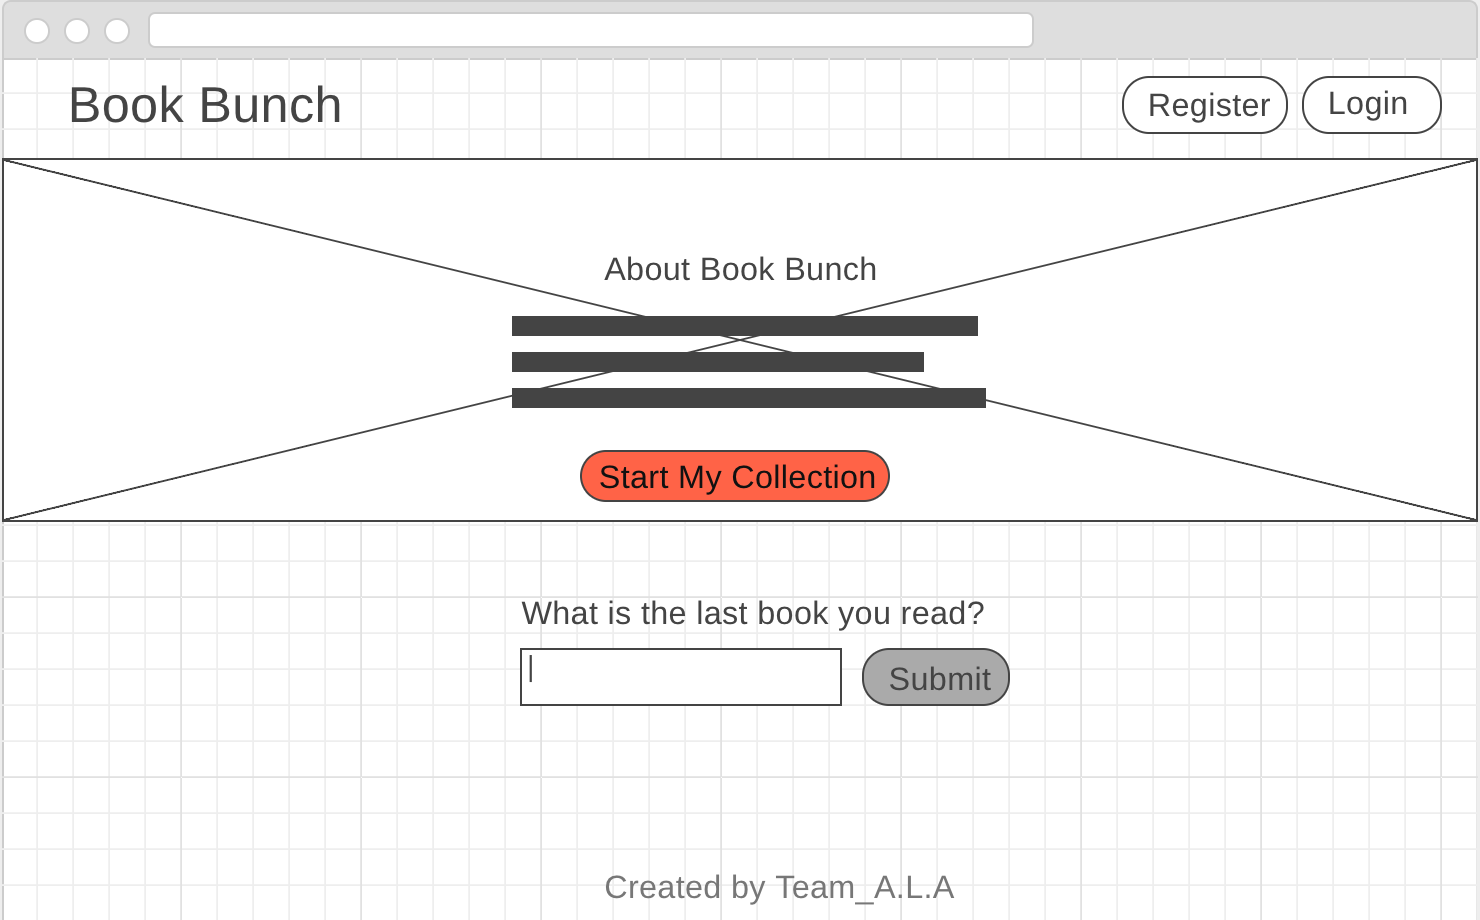 Book Bunch
Register
Login
About Book Bunch
Start My Collection
What is the last book you read?
Submit
Created by Team_A.L.A